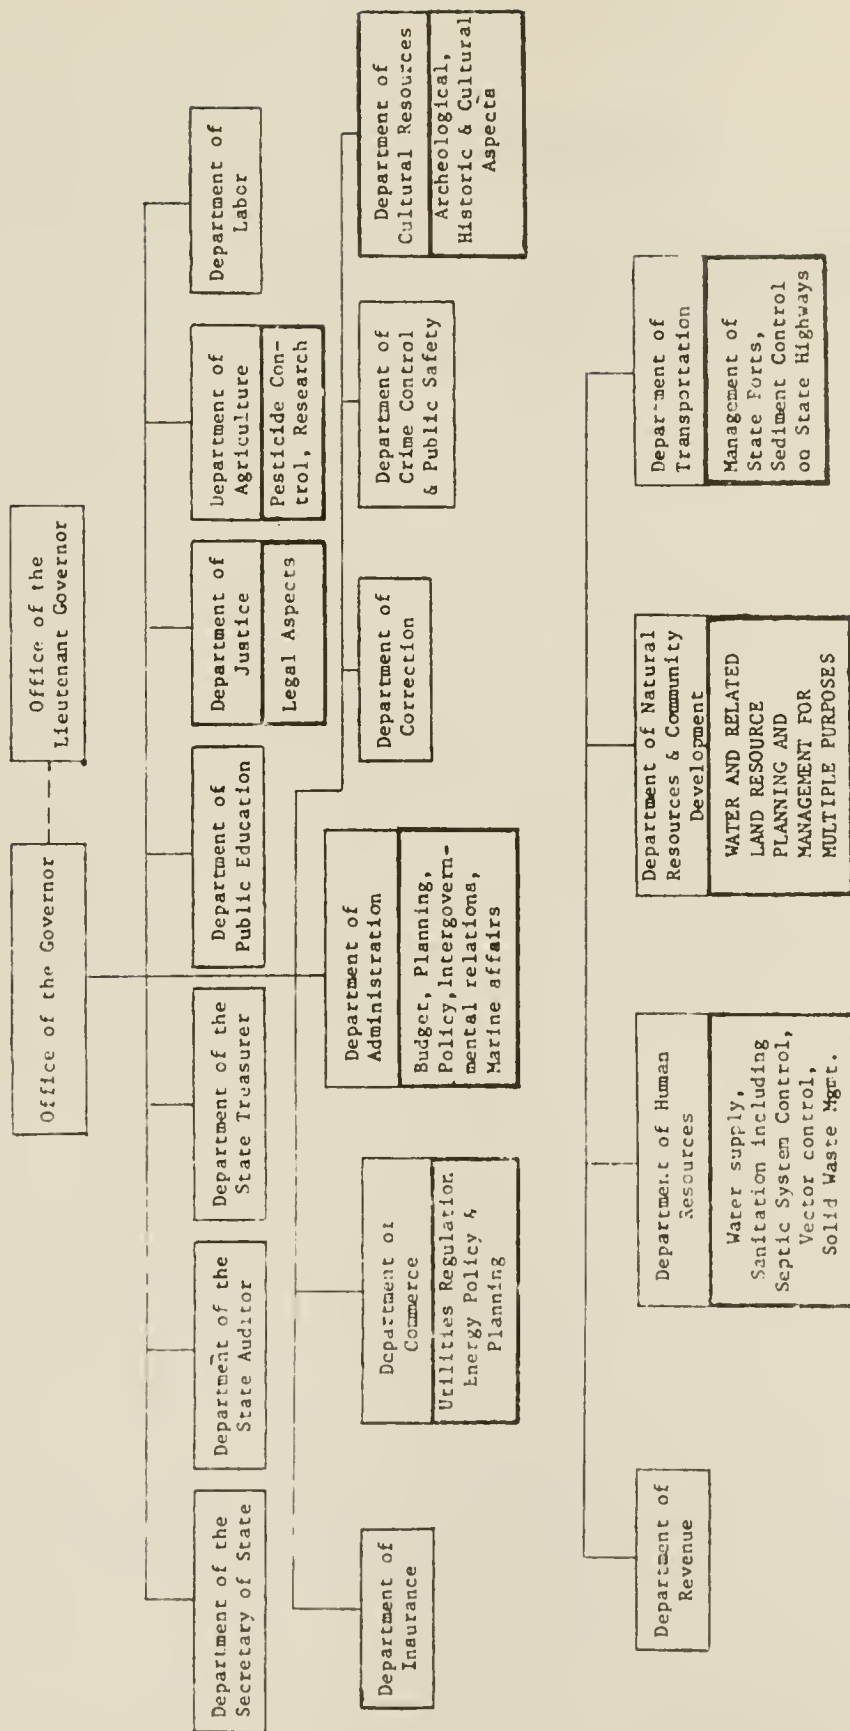 Office of the Governor
Office of the
Lieutenant Governor
Department of the
Secretary of State
Department of the
State Auditor
Department of the
State Treasurer
Department of
Public Education
Department of
Justice
Legal Aspects
Department of
Agriculture
Pesticide Con-
trol, Research
Department of
Labor
Department of
Insurance
Department of
Commerce
Utilities Regulation
Energy Policy &
Planning
Department of
Administration
Budget, Planning,
Policy, Intergovern-
mental relations,
Marine affairs
Department of
Correction
Department of
Crime Control
& Public Safety
Department of
Cultural Resources
Archeological,
Historic & Cultural
Aspects
Department of
Revenue
Department of Human
Resources
Water supply,
Sanitation including
Septic System Control,
Vector control,
Solid Waste Mgmt.
Department of Natural
Resources & Community
Development
WATER AND RELATED
LAND RESOURCE
PLANNING AND
MANAGEMENT FOR
MULTIPLE PURPOSES
Department of
Transportation
Management of
State Ports,
Sediment Control
on State Highways